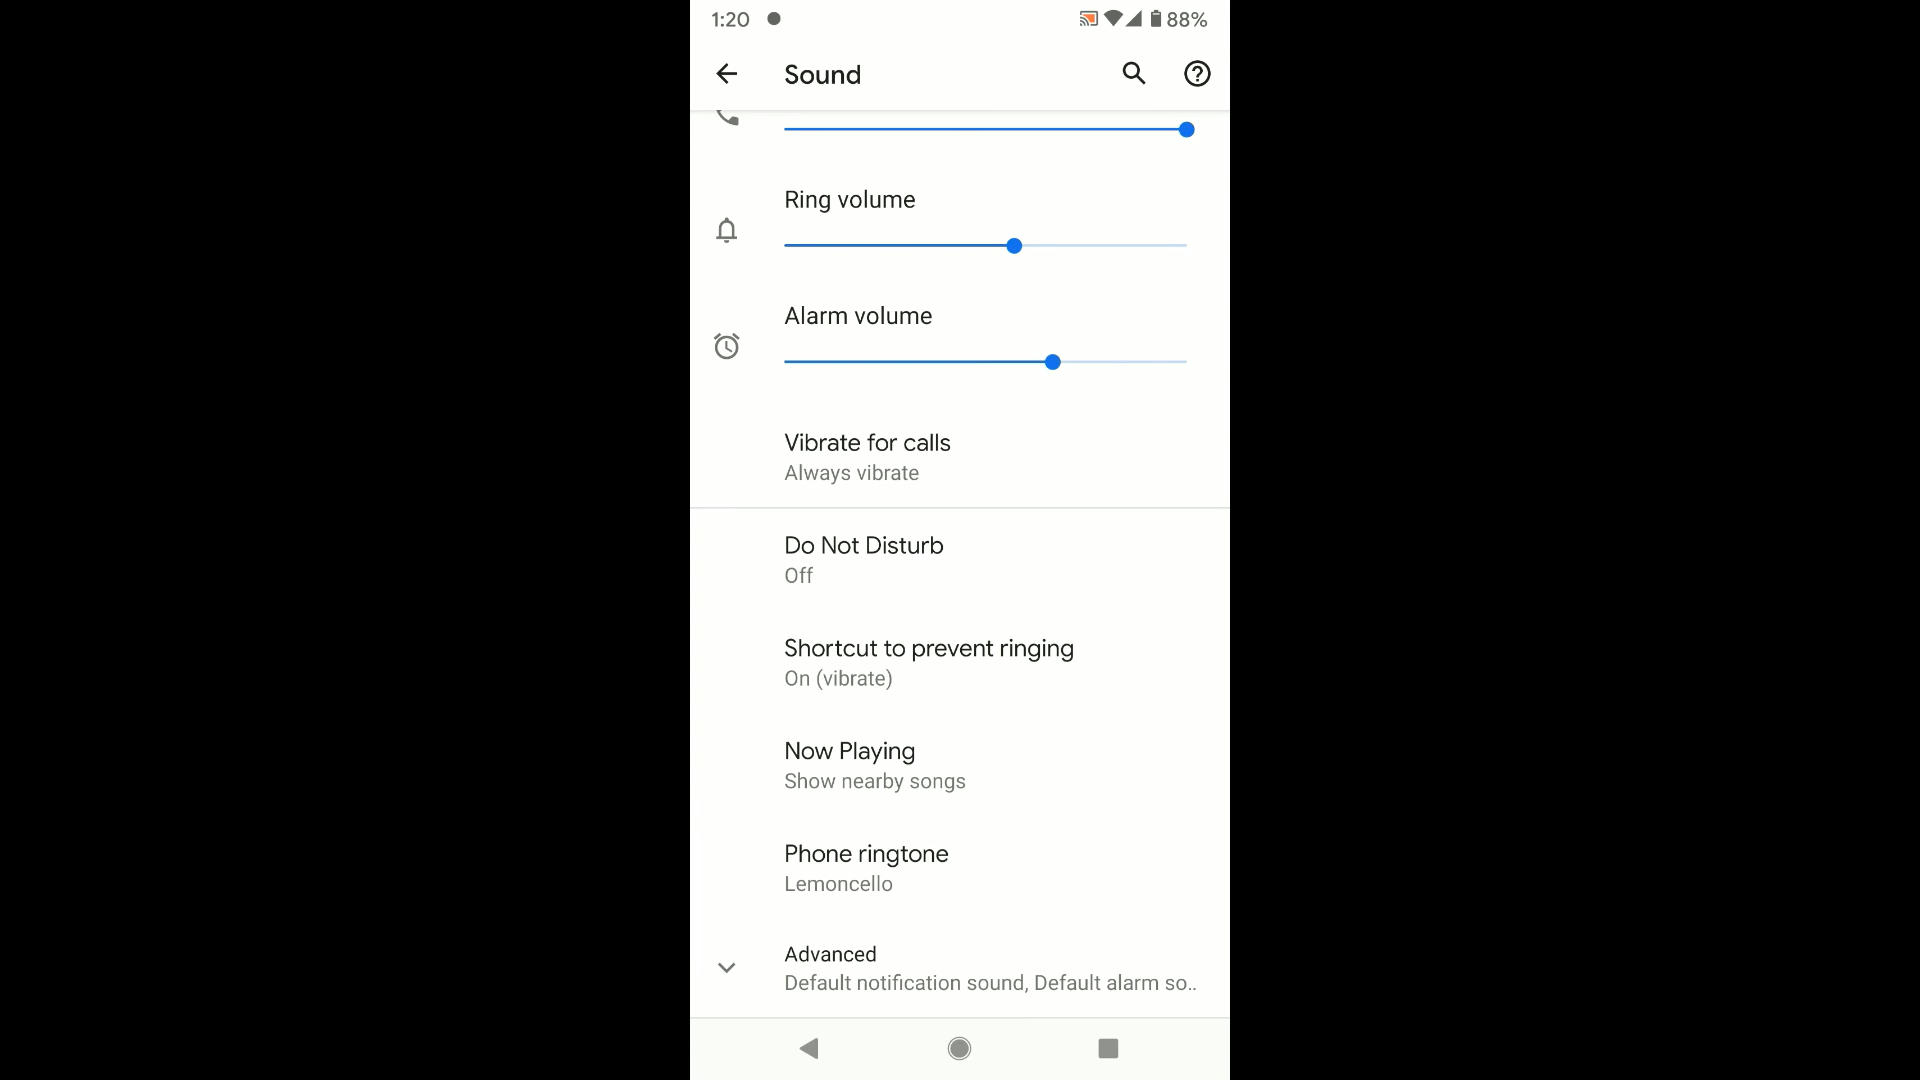 1:20 88%
Sound
Ring volume
Alarm volume
Vibrate for calls
Always vibrate
Do Not Disturb
Off
Shortcut to prevent ringing
On (vibrate)
Now Playing
Show nearby songs
Phone ringtone
Lemoncello
Advanced
Default notification sound, Default alarm so..